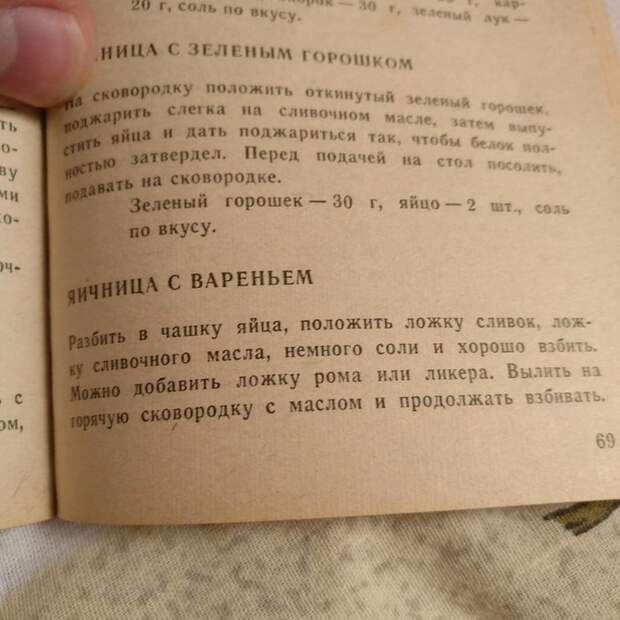 20 г, соль по вкусу.
— 30 г, зеленый лук —
НИЦА С ЗЕЛЕНЫМ ГОРОШКОМ
На сковородку положить откинутый зеленый горошек,
поджарить слегка на сливочном масле, затем выпу-
стить яйца и дать поджариться так, чтобы белок пол-
ностью затвердел. Перед подачей на стол посолить,
подавать на сковородке.
Зеленый горошек — 30 г, яйцо — 2 шт., соль
по вкусу.
ЯИЧНИЦА С ВАРЕНЬЕМ
Разбить в чашку яйца, положить ложку сливок, лож-
ку сливочного масла, немного соли и хорошо взбить.
Можно добавить ложку рома или ликера. Вылить на
горячую сковородку с маслом и продолжать взбивать.
69